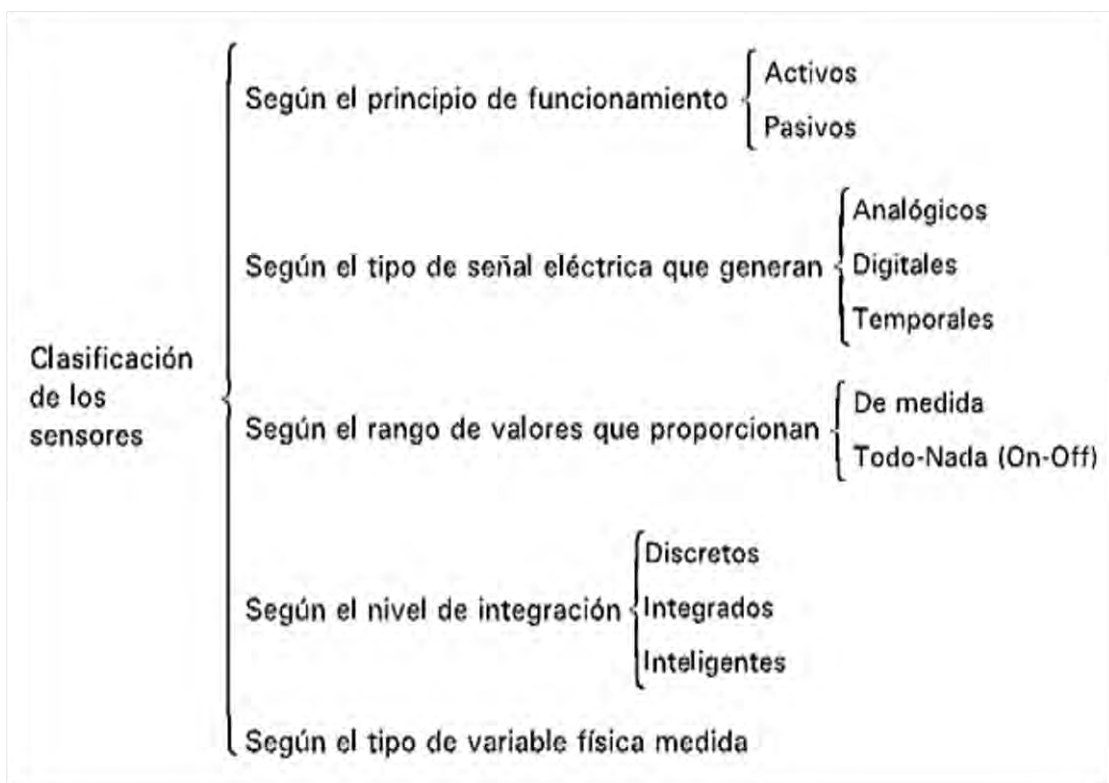 Clasificación
de los
sensores
Según el principio de funcionamiento
Activos
Pasivos
Según el tipo de señal eléctrica que generan
Analógicos
Digitales
Temporales
Según el rango de valores que proporcionan
De medida
Todo-Nada (On-Off)
Según el nivel de integración
Discretos
Integrados
Inteligentes
Según el tipo de variable física medida